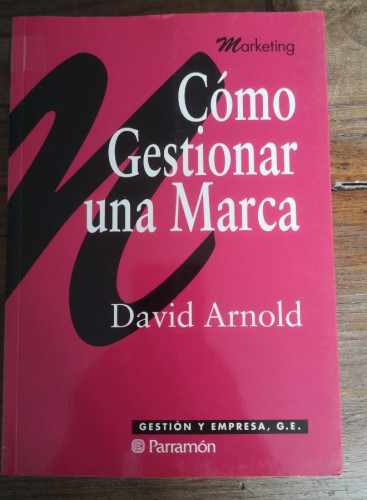 Marketing
Cómo
Gestionar
una Marca
David Arnold
GESTIÓN Y EMPRESA, G.E.
Parramón